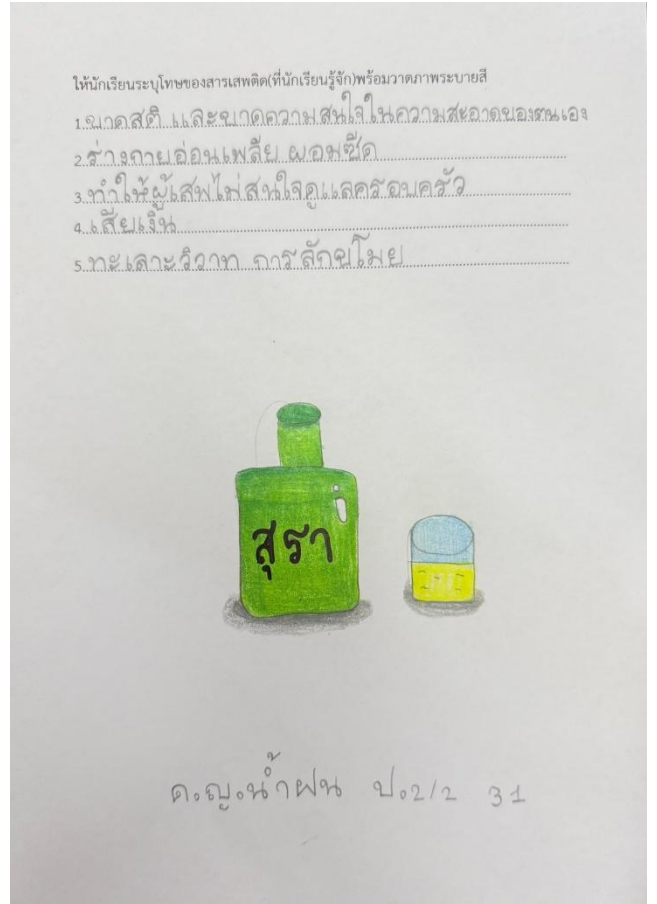 ให้นักเรียนระบุโทษของสารเสพติด(ที่นักเรียนรู้จัก)พร้อมวาดภาพระบายสี
1.ขาดสติ และขาดความสนใจในความสะอาดของตนเอง
2.ร่างกายอ่อนเพลีย ผอมซีด
3.ทำให้ผู้เสพไม่สนใจดูแลครอบครัว
4.เสียเงิน
5.ทะเลาะวิวาท การลักขโมย
สุรา
ด.ญ.น้ำฝน ป.2/2 31